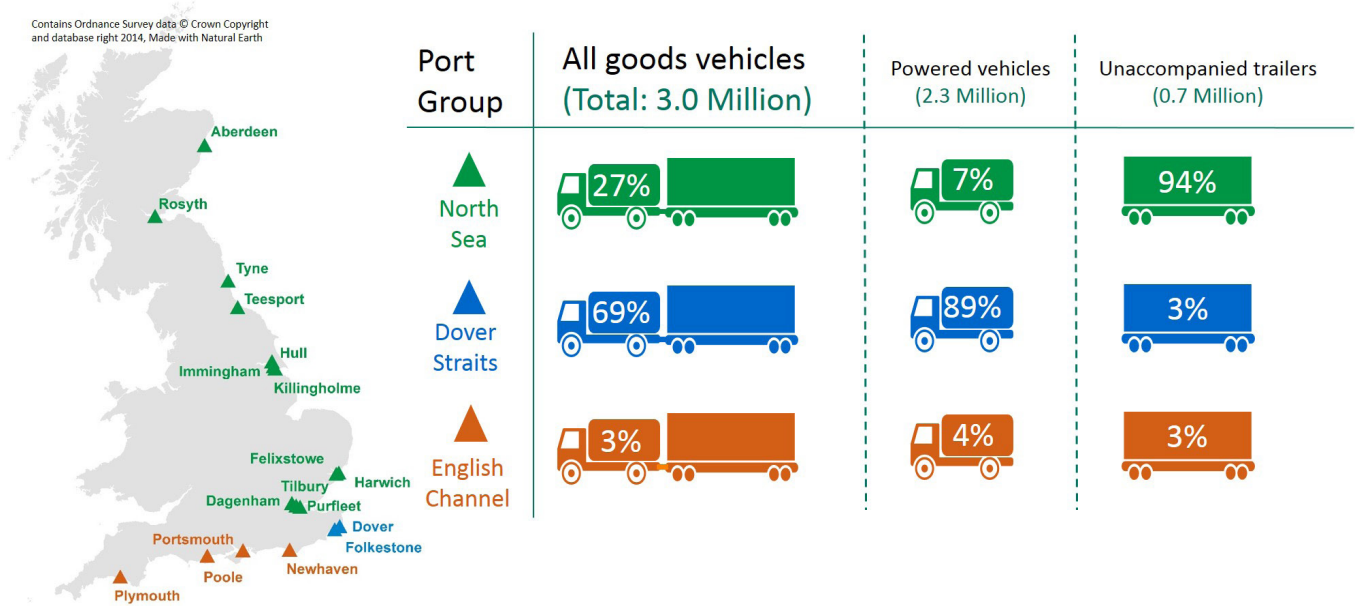 Contains Ordnance Survey data © Crown Copyright
and database right 2014, Made with Natural Earth
Aberdeen
Rosyth
Tyne
Teesport
Hull
Immingham
Killingholme
Felixstowe
Harwich
Tilbury
Dagenham
Purfleet
Dover
Folkestone
Portsmouth
Newhaven
Poole
Plymouth
Port
Group
All goods vehicles
(Total: 3.0 Million)
Powered vehicles
(2.3 Million)
Unaccompanied trailers
(0.7 Million)
North
Sea
27%
7%
94%
Dover
Straits
69%
89%
3%
English
Channel
3%
4%
3%